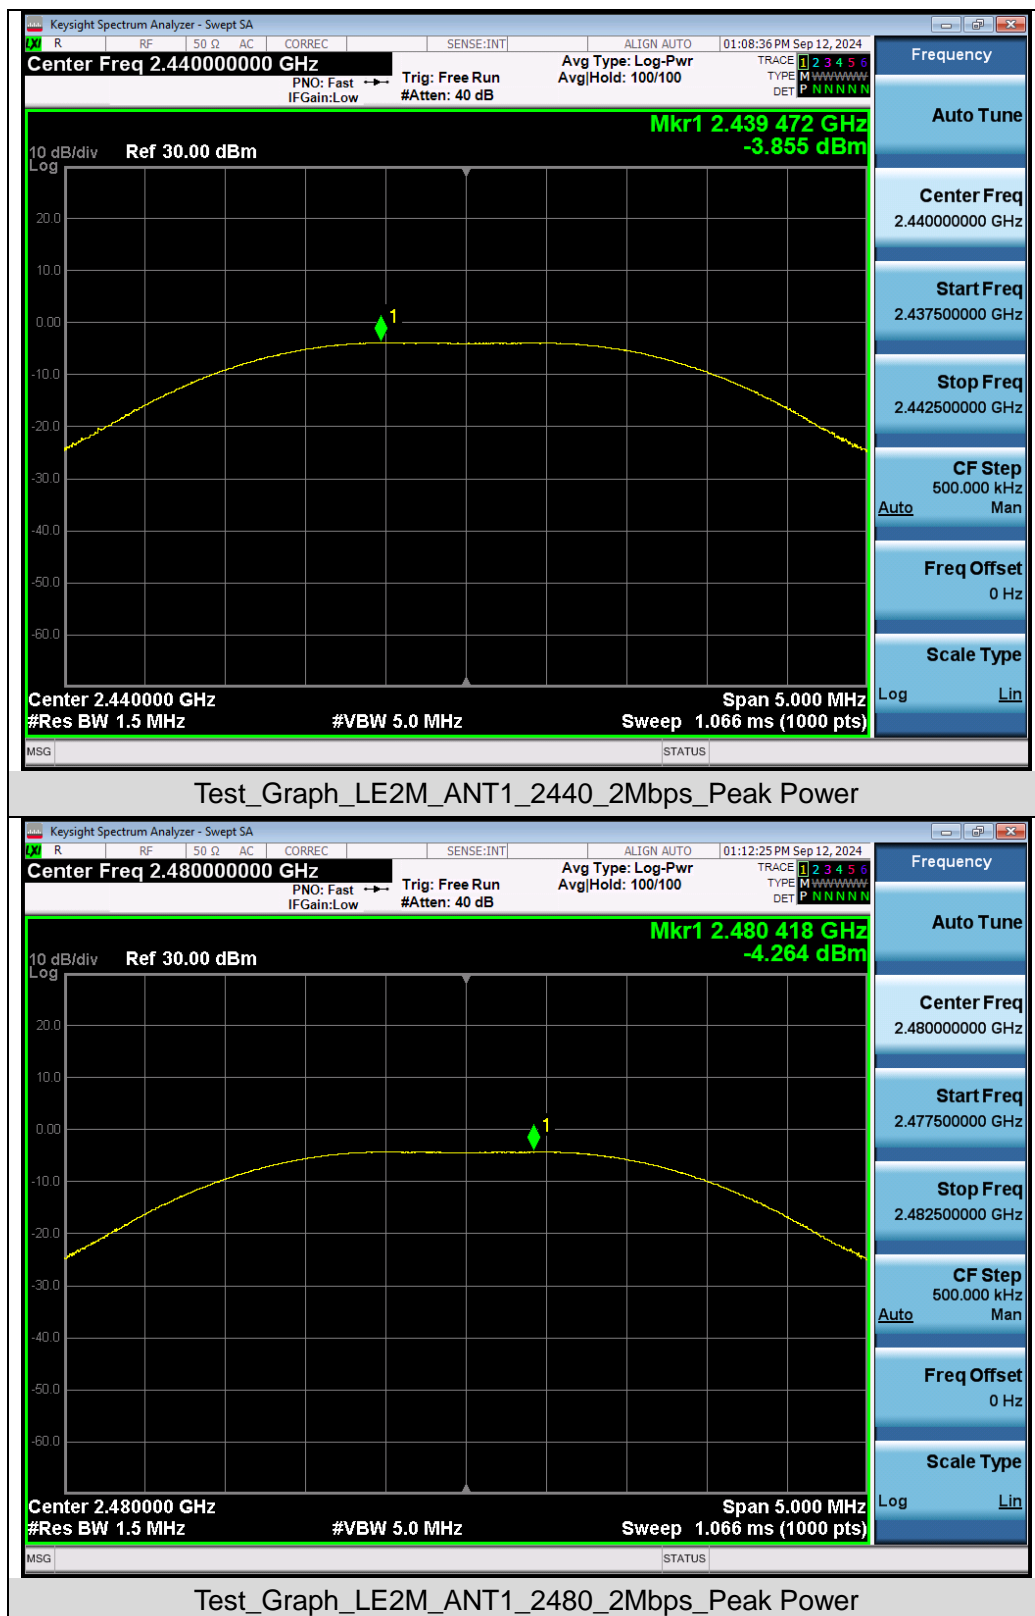 Keysight Spectrum Analyzer - Swept SA
LXI R RF 50 Ω AC CORREC SENSE:INT ALIGN AUTO 01:08:36 PM Sep 12, 2024
Center Freq 2.440000000 GHz
PNO: Fast
IFGain:Low
Trig: Free Run
#Atten: 40 dB
Avg Type: Log-Pwr
Avg|Hold: 100/100
TRACE 1 2 3 4 5 6
TYPE M WWWWW
DET P N N N N N
Mkr1 2.439 472 GHz
-3.855 dBm
10 dB/div Ref 30.00 dBm
Log
20.0
10.0
0.00
1
-10.0
-20.0
-30.0
-40.0
-50.0
-60.0
Center 2.440000 GHz Span 5.000 MHz
#Res BW 1.5 MHz #VBW 5.0 MHz Sweep 1.066 ms (1000 pts)
MSG STATUS
Frequency
Auto Tune
Center Freq
2.440000000 GHz
Start Freq
2.437500000 GHz
Stop Freq
2.442500000 GHz
CF Step
500.000 kHz
Auto Man
Freq Offset
0 Hz
Scale Type
Log Lin
Test_Graph_LE2M_ANT1_2440_2Mbps_Peak Power
Keysight Spectrum Analyzer - Swept SA
LXI R RF 50 Ω AC CORREC SENSE:INT ALIGN AUTO 01:12:25 PM Sep 12, 2024
Center Freq 2.480000000 GHz
PNO: Fast
IFGain:Low
Trig: Free Run
#Atten: 40 dB
Avg Type: Log-Pwr
Avg|Hold: 100/100
TRACE 1 2 3 4 5 6
TYPE M WWWWW
DET P N N N N N
Mkr1 2.480 418 GHz
-4.264 dBm
10 dB/div Ref 30.00 dBm
Log
20.0
10.0
0.00
1
-10.0
-20.0
-30.0
-40.0
-50.0
-60.0
Center 2.480000 GHz Span 5.000 MHz
#Res BW 1.5 MHz #VBW 5.0 MHz Sweep 1.066 ms (1000 pts)
MSG STATUS
Frequency
Auto Tune
Center Freq
2.480000000 GHz
Start Freq
2.477500000 GHz
Stop Freq
2.482500000 GHz
CF Step
500.000 kHz
Auto Man
Freq Offset
0 Hz
Scale Type
Log Lin
Test_Graph_LE2M_ANT1_2480_2Mbps_Peak Power